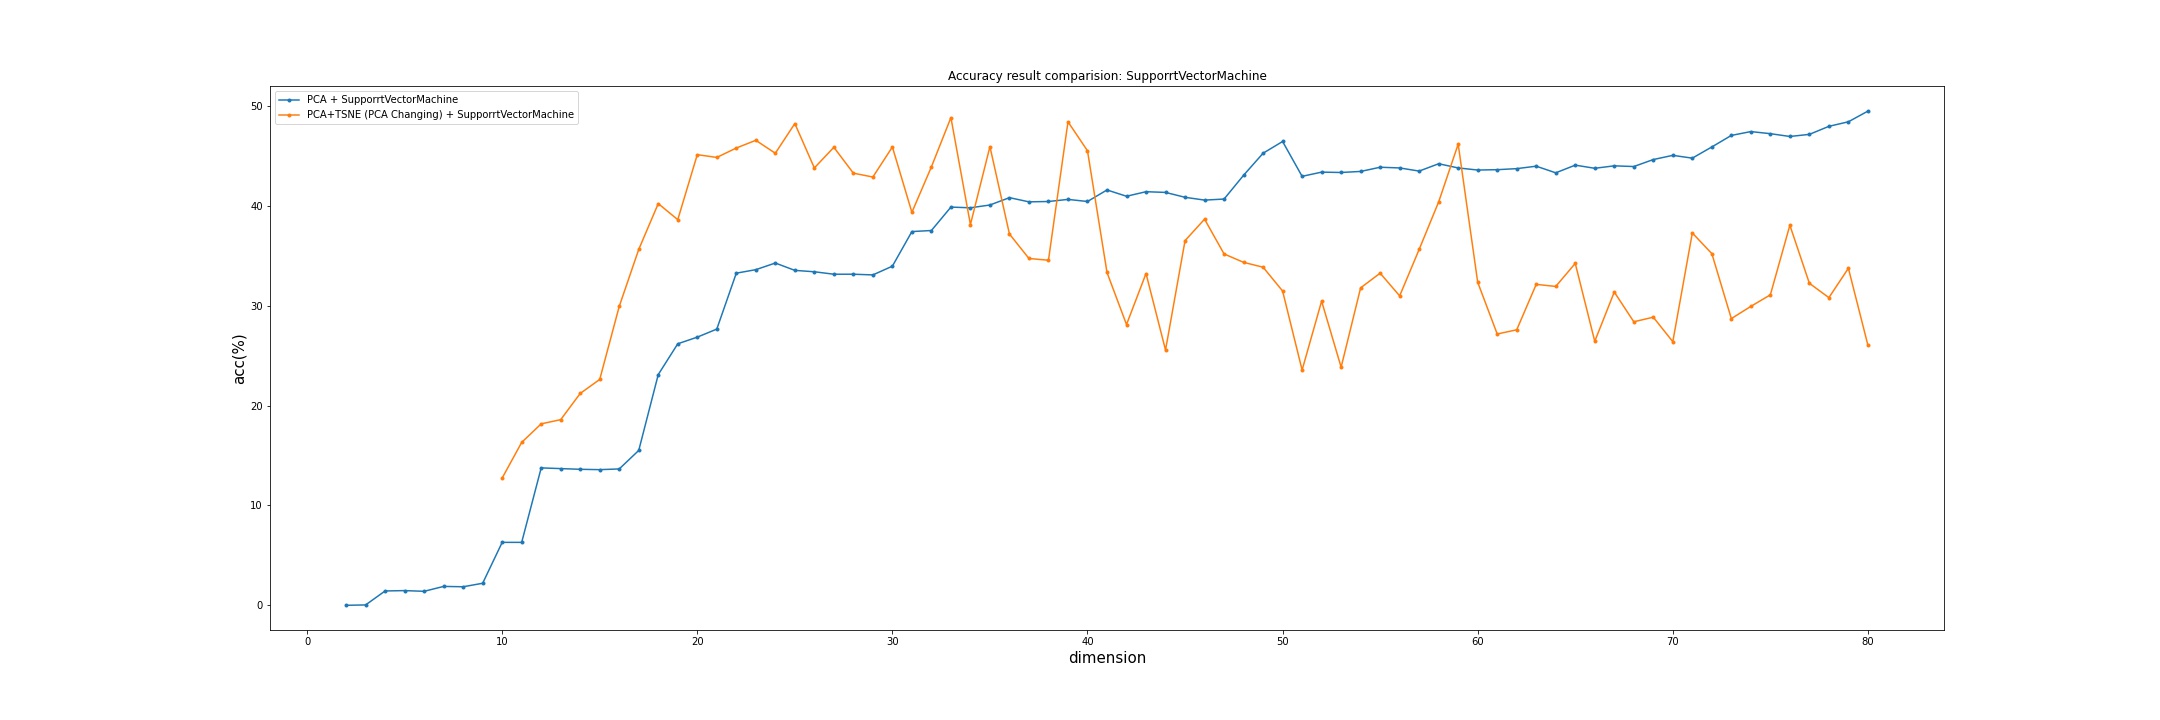 Accuracy result comparision: SupporrtVectorMachine
PCA + SupporrtVectorMachine
PCA+TSNE (PCA Changing) + SupporrtVectorMachine
50
40
30
20
10
0
acc(%)
0 10 20 30 40 50 60 70 80
dimension